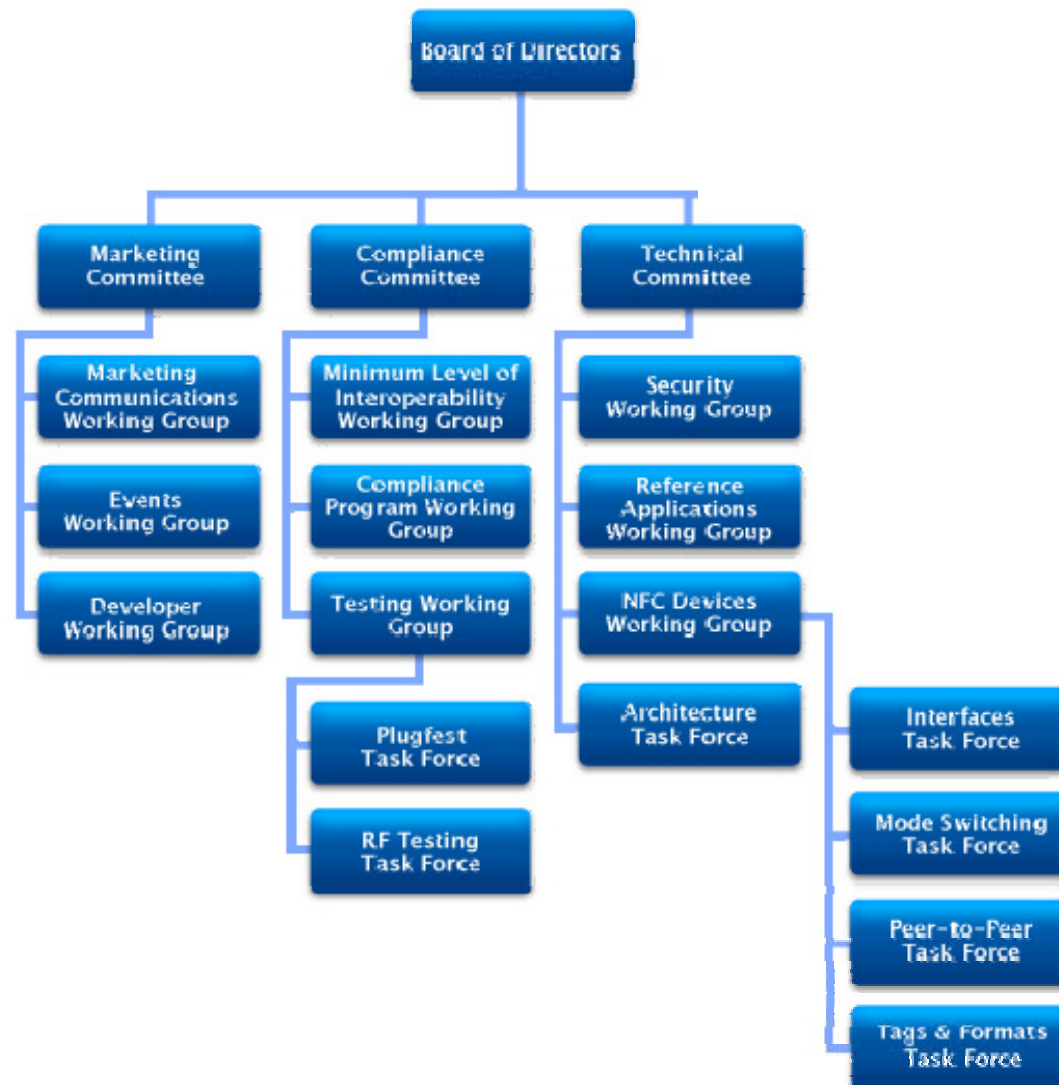 Board of Directors
Marketing
Committee
Compliance
Committee
Technical
Committee
Marketing
Communications
Working Group
Minimum Level of
Interoperability
Working Group
Security
Working Group
Events
Working Group
Compliance
Program Working
Group
Reference
Applications
Working Group
Developer
Working Group
Testing Working
Group
NFC Devices
Working Group
Plugfest
Task Force
Architecture
Task Force
Interfaces
Task Force
RF Testing
Task Force
Mode Switching
Task Force
Peer-to-Peer
Task Force
Tags & Formats
Task Force